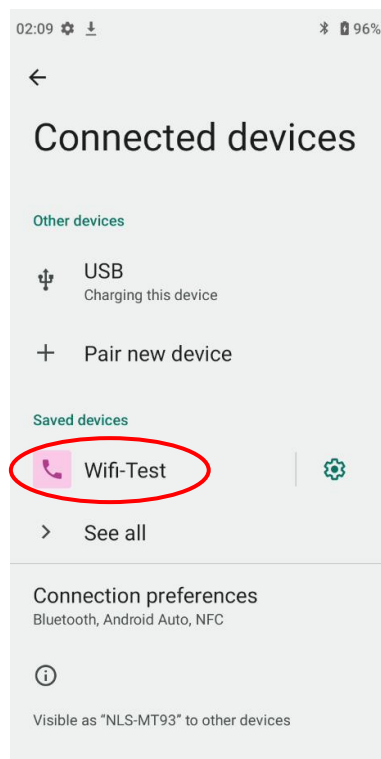 02:09 96%
Connected devices
Other devices
USB
Charging this device
Pair new device
Saved devices
Wifi-Test
See all
Connection preferences
Bluetooth, Android Auto, NFC
Visible as “NLS-MT93” to other devices